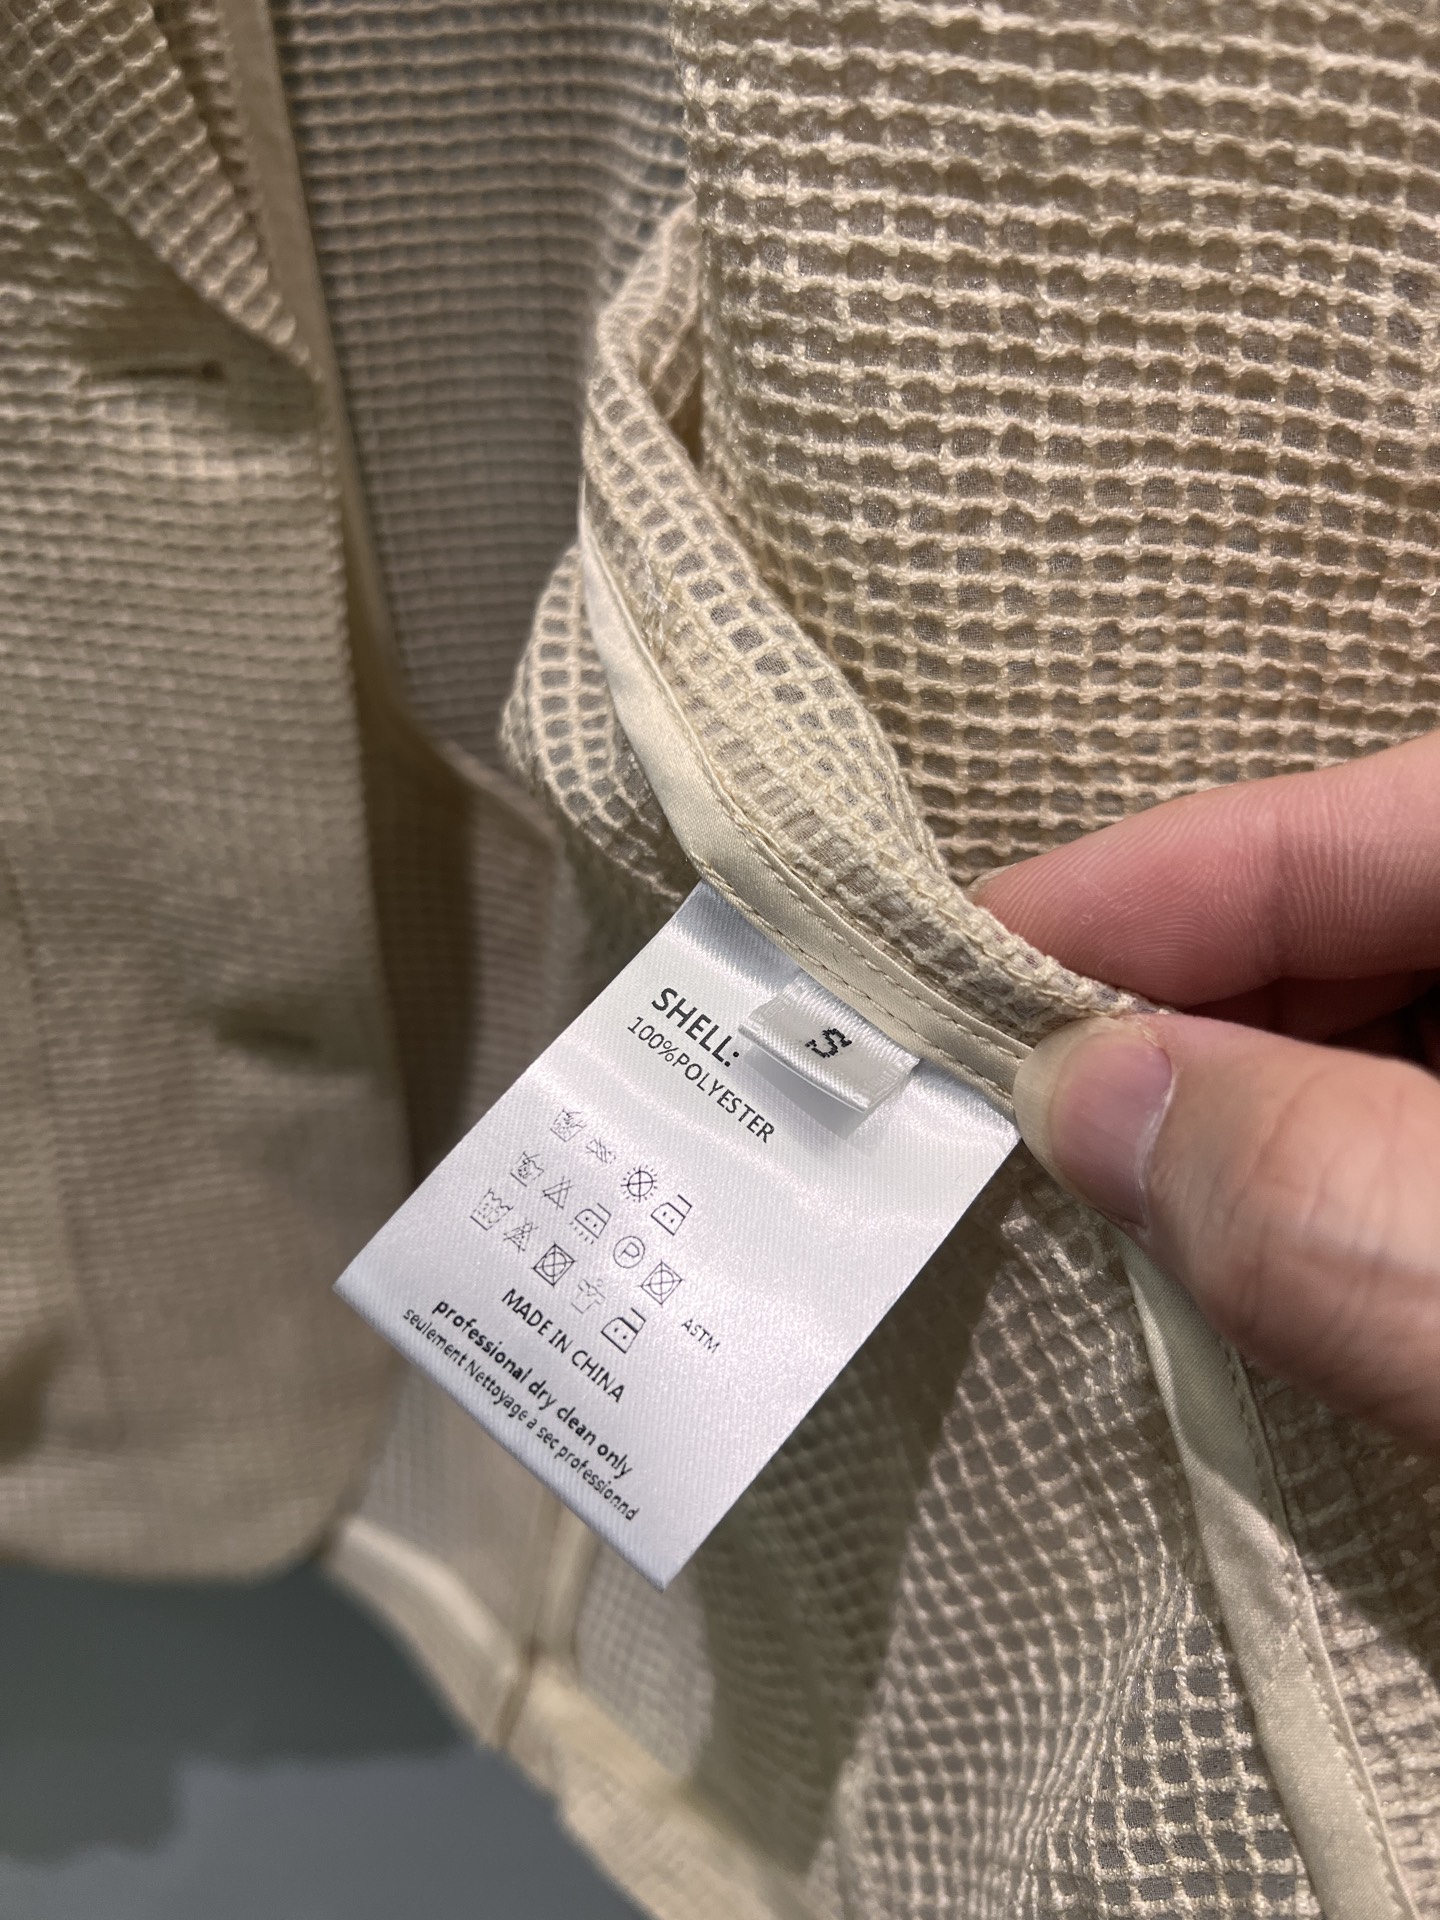 S
SHELL:
100%POLYESTER
P
ASTM
MADE IN CHINA
professional dry clean only
seulement Nettoyage a sec professionnd